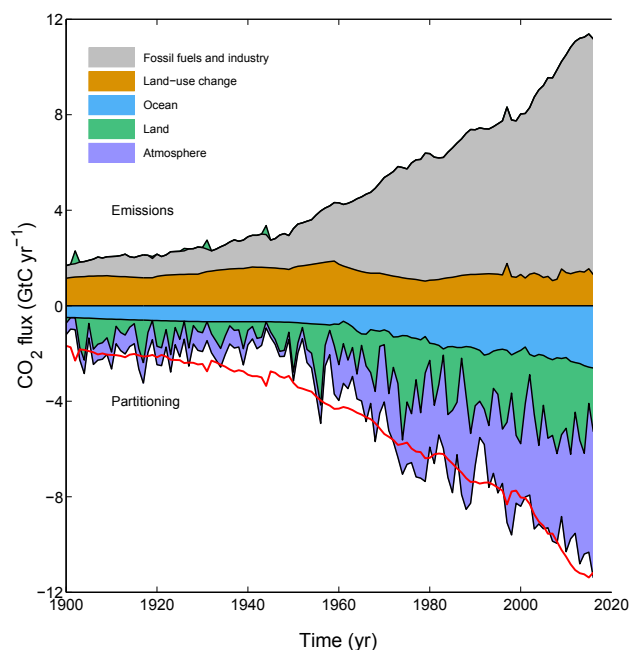 12
8
4
0
−4
−8
−12
CO2 flux (GtC yr−1)
Fossil fuels and industry
Land−use change
Ocean
Land
Atmosphere
Emissions
Partitioning
1900 1920 1940 1960 1980 2000 2020
Time (yr)